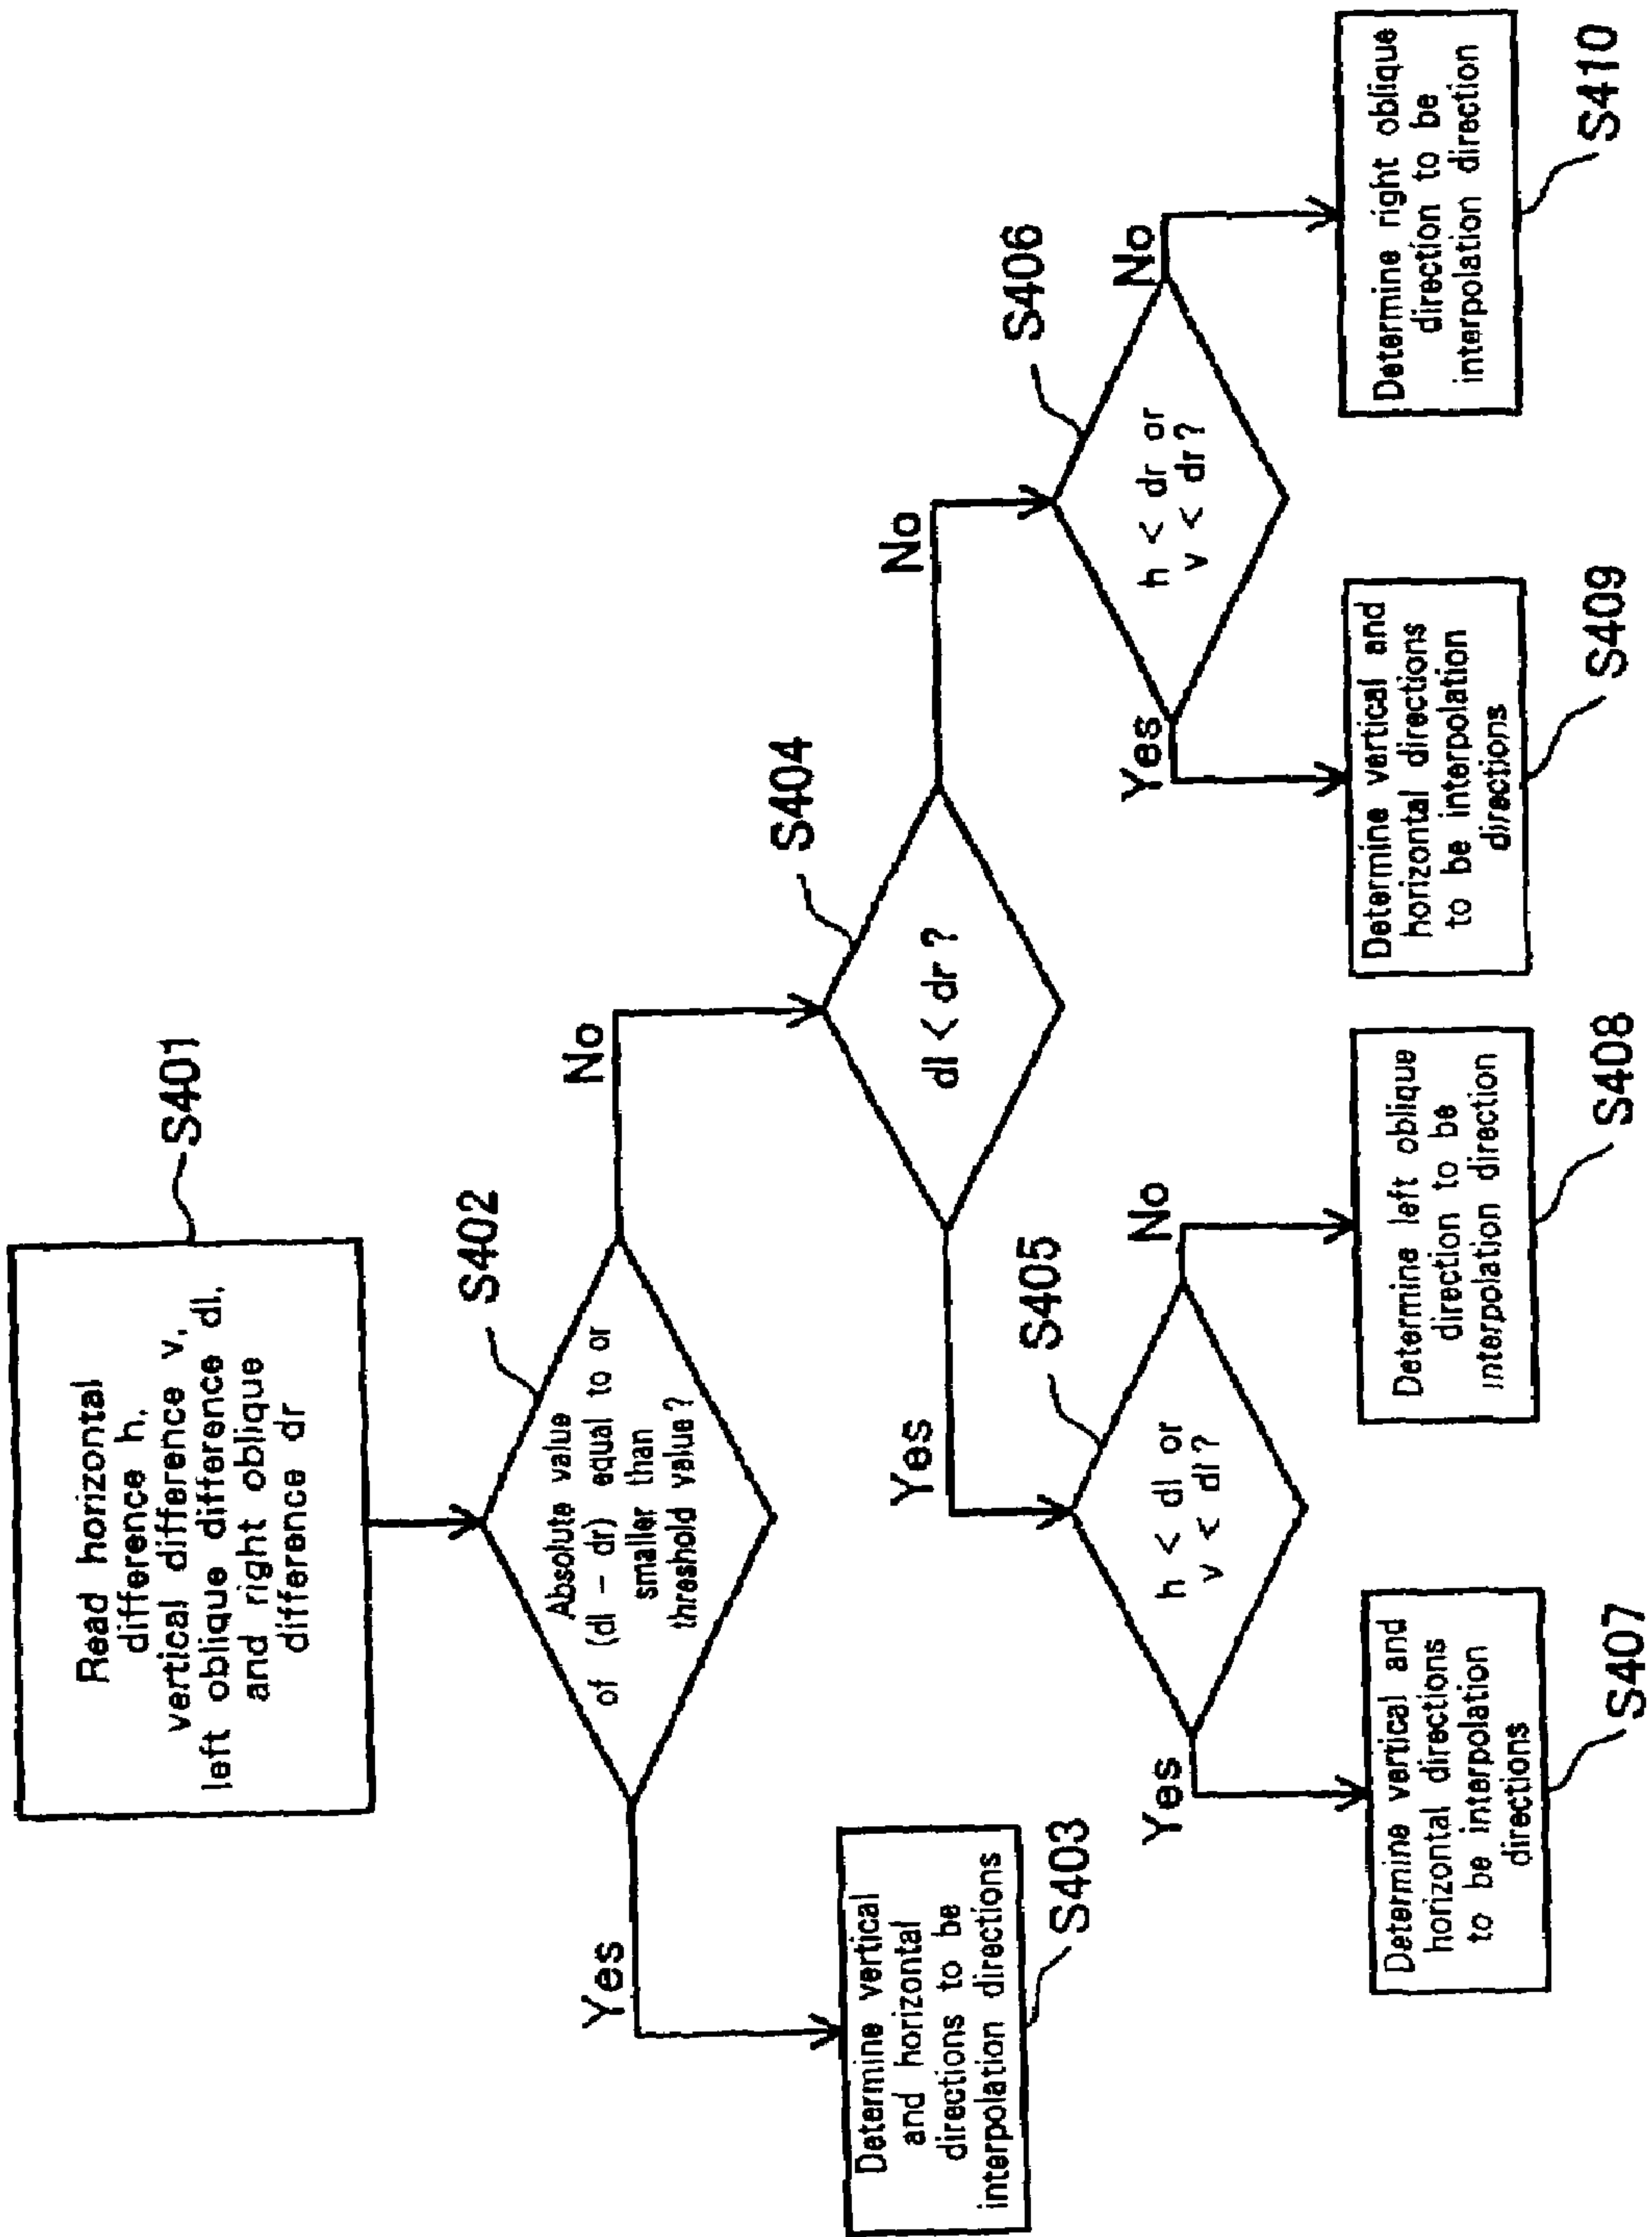 Read horizontal
difference h,
vertical difference v,
left oblique difference dl,
and right oblique
difference dr
S401
Absolute value
of (dl - dr) equal to or
smaller than
threshold value?
S402
Yes
No
Determine vertical
and horizontal
directions to be
interpolation directions
S403
dl < dr ?
S404
Yes
No
h < dl or
v < dl ?
S405
Yes
No
h < dr or
v < dr ?
S406
Yes
No
Determine vertical and
horizontal directions
to be interpolation
directions
S407
Determine left oblique
direction to be
interpolation direction
S408
Determine vertical and
horizontal directions
to be interpolation
directions
S409
Determine right oblique
direction to be
interpolation direction
S410